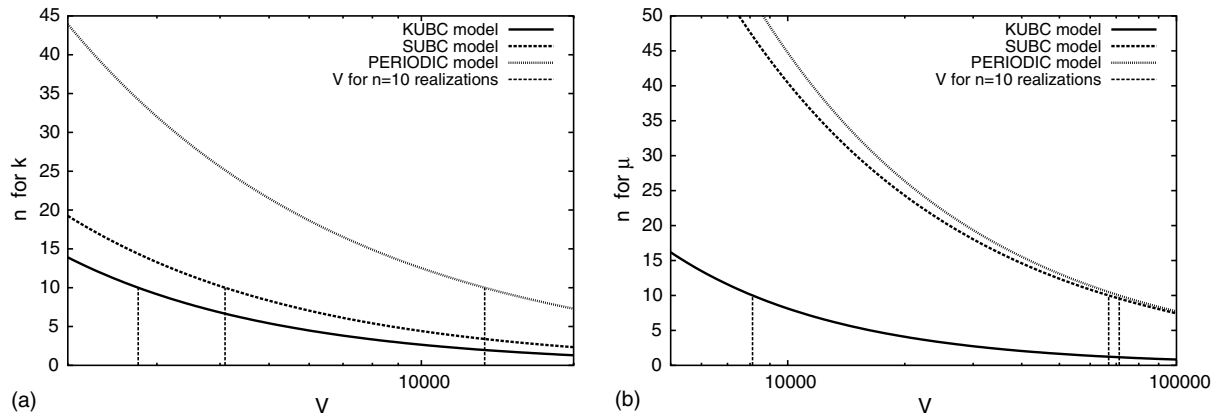 45
40
35
30
25
20
15
10
5
0
n for k
KUBC model
SUBC model
PERIODIC model
V for n=10 realizations
10000
V
(a)
50
45
40
35
30
25
20
15
10
5
0
n for μ
KUBC model
SUBC model
PERIODIC model
V for n=10 realizations
10000
100000
V
(b)